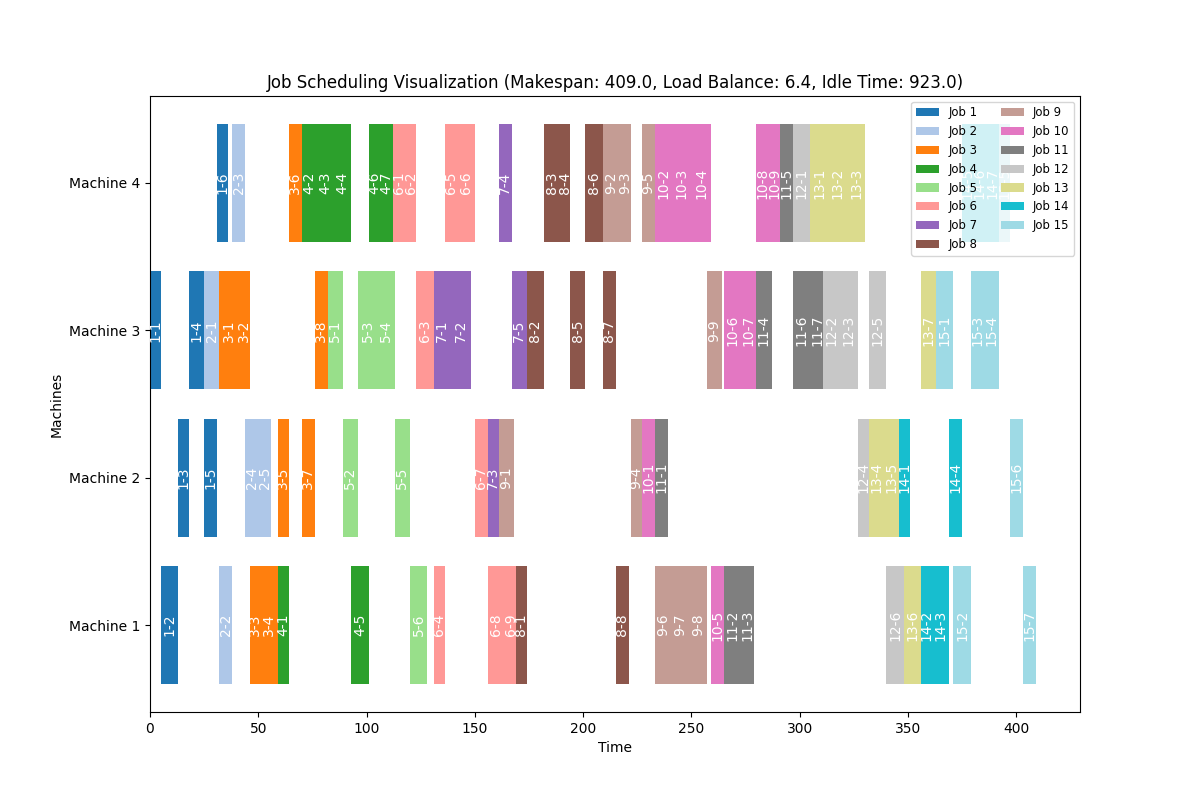 Job Scheduling Visualization (Makespan: 409.0, Load Balance: 6.4, Idle Time: 923.0)
Job 1 Job 9
Job 2 Job 10
Job 3 Job 11
Job 4 Job 12
Job 5 Job 13
Job 6 Job 14
Job 7 Job 15
Job 8
Machine 4 1-6 2-3 3-6 4-2 4-3 4-4 4-6 4-7 6-1 6-2 6-5 6-6 7-4 8-3 8-4 8-6 9-2 9-3 9-5 10-2 10-3 10-4 10-8 10-9 11-5 12-1 13-1 13-2 13-3
Machine 3 1-1 1-4 2-1 3-1 3-2 3-8 5-1 5-3 5-4 6-3 7-1 7-2 7-5 8-2 8-5 8-7 9-9 10-6 10-7 11-4 11-6 11-7 12-2 12-3 12-5 13-7 15-1 15-3 15-4
Machine 2 1-3 1-5 2-4 2-5 3-5 3-7 5-2 5-5 6-7 7-3 9-1 9-4 10-1 11-1 12-4 13-4 13-5 14-1 14-4 15-6
Machine 1 1-2 2-2 3-3 3-4 4-1 4-5 5-6 6-4 6-8 6-9 8-1 8-8 9-6 9-7 9-8 10-5 11-2 11-3 12-6 13-6 14-2 14-3 15-2 15-7
Machines
0 50 100 150 200 250 300 350 400
Time